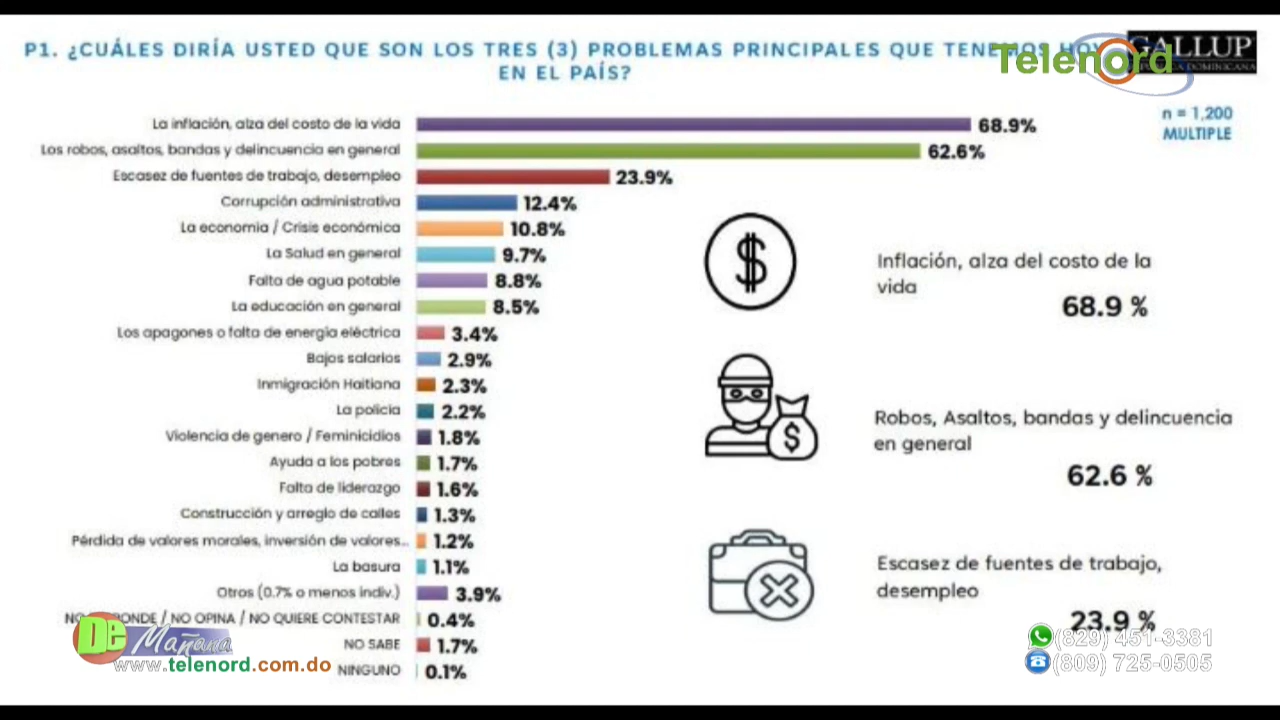 P1. ¿CUÁLES DIRÍA USTED QUE SON LOS TRES (3) PROBLEMAS PRINCIPALES QUE TENEMOS HOY
EN EL PAÍS?
Telenord
GALLUP
REPÚBLICA DOMINICANA
n = 1,200
MULTIPLE
La inflación, alza del costo de la vida 68.9%
Los robos, asaltos, bandas y delincuencia en general 62.6%
Escasez de fuentes de trabajo, desempleo 23.9%
Corrupción administrativa 12.4%
La economia / Crisis económica 10.8%
La Salud en general 9.7%
Falta de agua potable 8.8%
La educación en general 8.5%
Los apagones o falta de energía eléctrica 3.4%
Bajos salarios 2.9%
Inmigración Haitiana 2.3%
La policía 2.2%
Violencia de genero / Feminicidios 1.8%
Ayuda a los pobres 1.7%
Falta de liderazgo 1.6%
Construcción y arreglo de calles 1.3%
Pérdida de valores morales, inversión de valores... 1.2%
La basura 1.1%
Otros (0.7% o menos indiv.) 3.9%
/ NO OPINA / NO QUIERE CONTESTAR 0.4%
NO SABE 1.7%
NINGUNO 0.1%
Inflación, alza del costo de la
vida
68.9 %
Robos, Asaltos, bandas y delincuencia
en general
62.6 %
Escasez de fuentes de trabajo,
desempleo
23.9 %
De Mañana
www.telenord.com.do
(829) 451-3381
(809) 725-0505